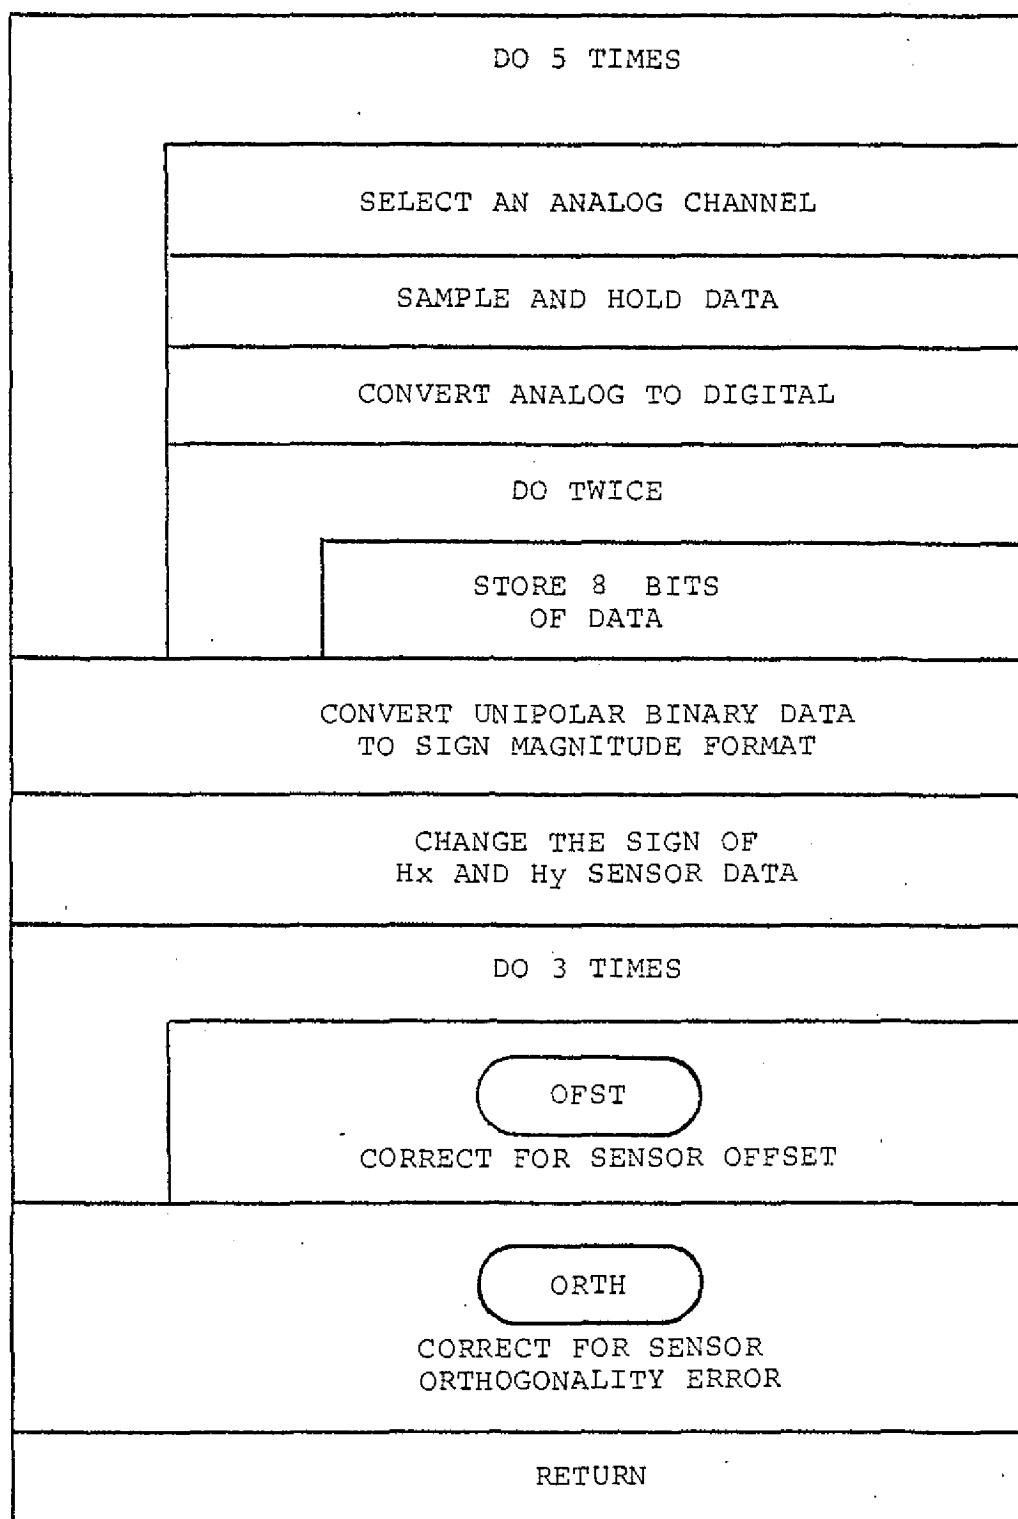 DO 5 TIMES
SELECT AN ANALOG CHANNEL
SAMPLE AND HOLD DATA
CONVERT ANALOG TO DIGITAL
DO TWICE
STORE 8 BITS
OF DATA
CONVERT UNIPOLAR BINARY DATA
TO SIGN MAGNITUDE FORMAT
CHANGE THE SIGN OF
Hx AND Hy SENSOR DATA
DO 3 TIMES
OFST
CORRECT FOR SENSOR OFFSET
ORTH
CORRECT FOR SENSOR
ORTHOGONALITY ERROR
RETURN